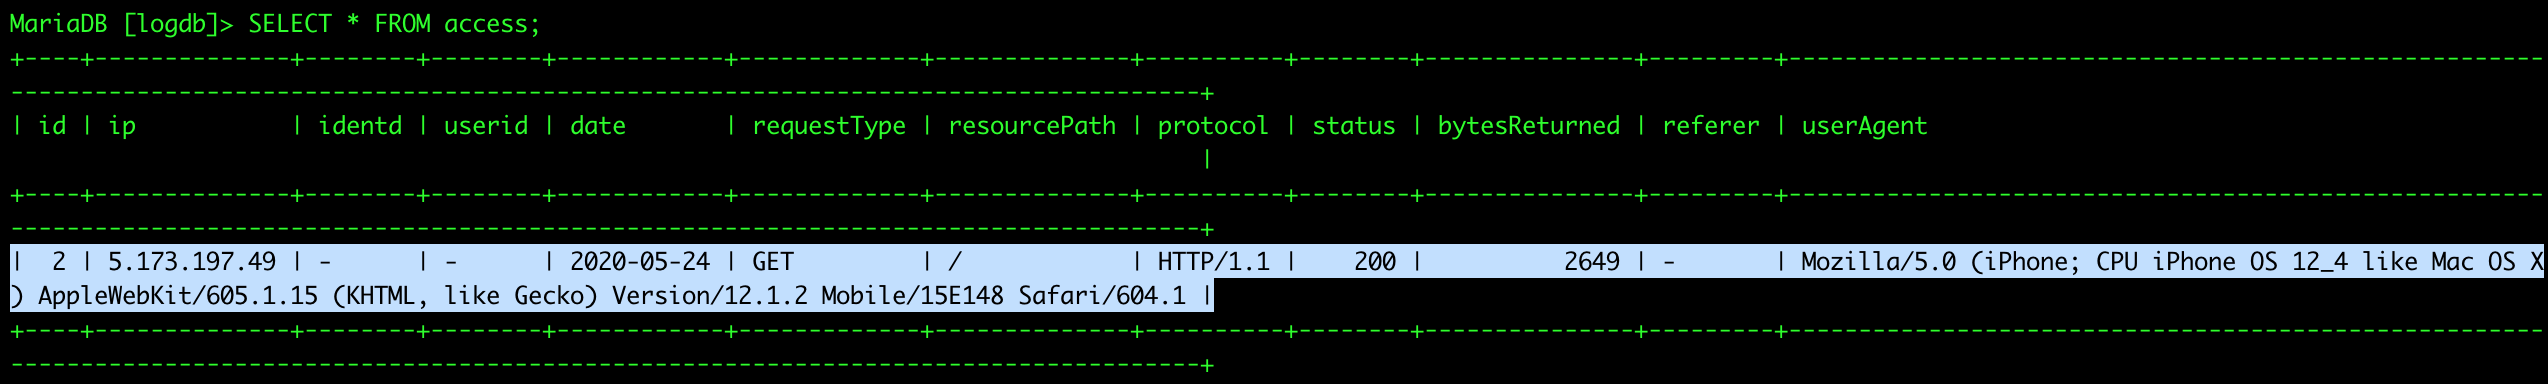 MariaDB [logdb]> SELECT * FROM access;
+----+--------------+--------+--------+------------+-------------+--------------+----------+--------+---------------+---------+------------------------------------------------------
-------------------------------------------------------------------------------------+
| id | ip           | identd | userid | date       | requestType | resourcePath | protocol | status | bytesReturned | referer | userAgent
                                                                                     |
+----+--------------+--------+--------+------------+-------------+--------------+----------+--------+---------------+---------+------------------------------------------------------
-------------------------------------------------------------------------------------+
|  2 | 5.173.197.49 | -      | -      | 2020-05-24 | GET         | /            | HTTP/1.1 |    200 |          2649 | -       | Mozilla/5.0 (iPhone; CPU iPhone OS 12_4 like Mac OS X
) AppleWebKit/605.1.15 (KHTML, like Gecko) Version/12.1.2 Mobile/15E148 Safari/604.1 |
+----+--------------+--------+--------+------------+-------------+--------------+----------+--------+---------------+---------+------------------------------------------------------
-------------------------------------------------------------------------------------+